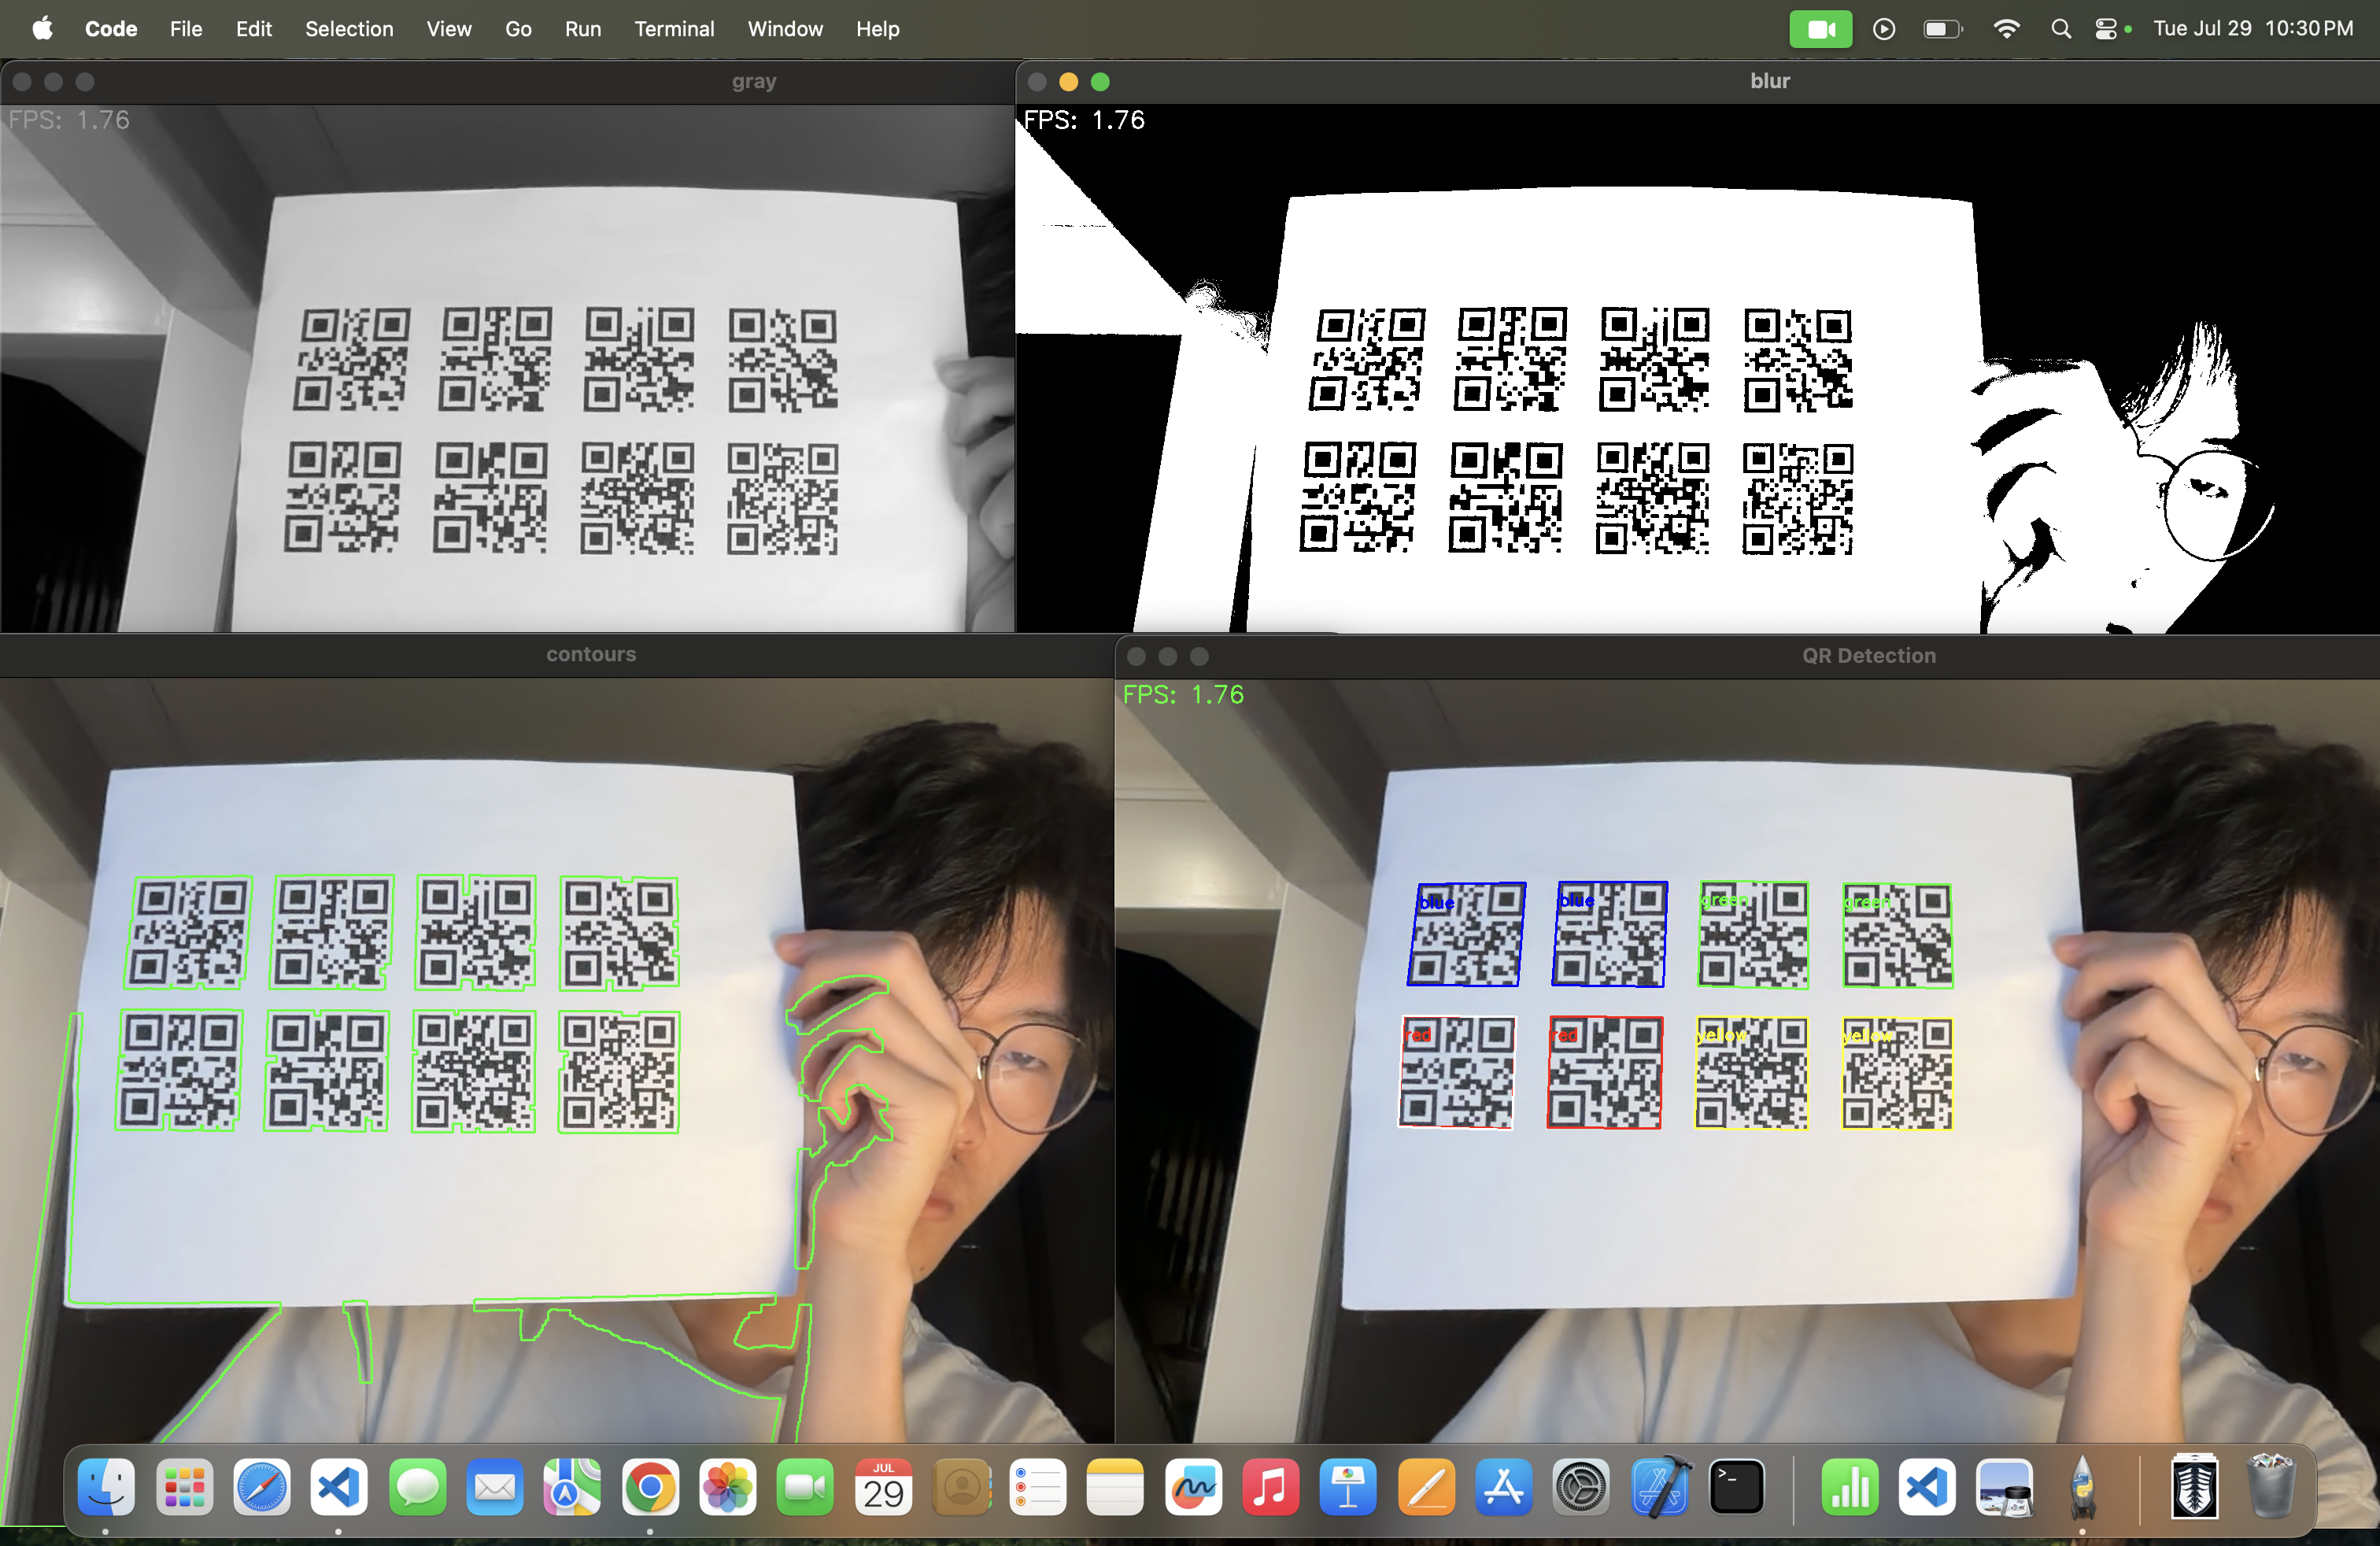 Code File Edit Selection View Go Run Terminal Window Help Tue Jul 29 10:30 PM
gray
FPS: 1.76
blur
FPS: 1.76
contours
QR Detection
FPS: 1.76
blue blue green green
red red yellow yellow
JUL
29
>_